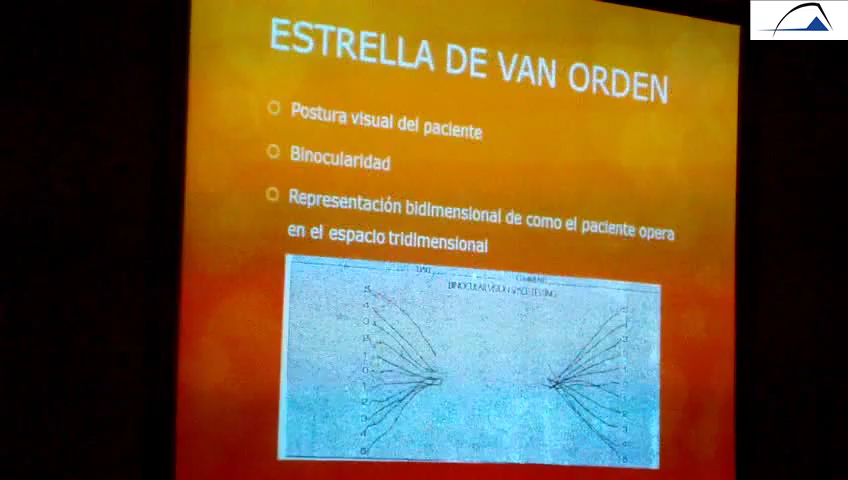 ESTRELLA DE VAN ORDEN
Postura visual del paciente
Binocularidad
Representación bidimensional de como el paciente opera
en el espacio tridimensional
BINOCULAR VISION SPACE TESTING